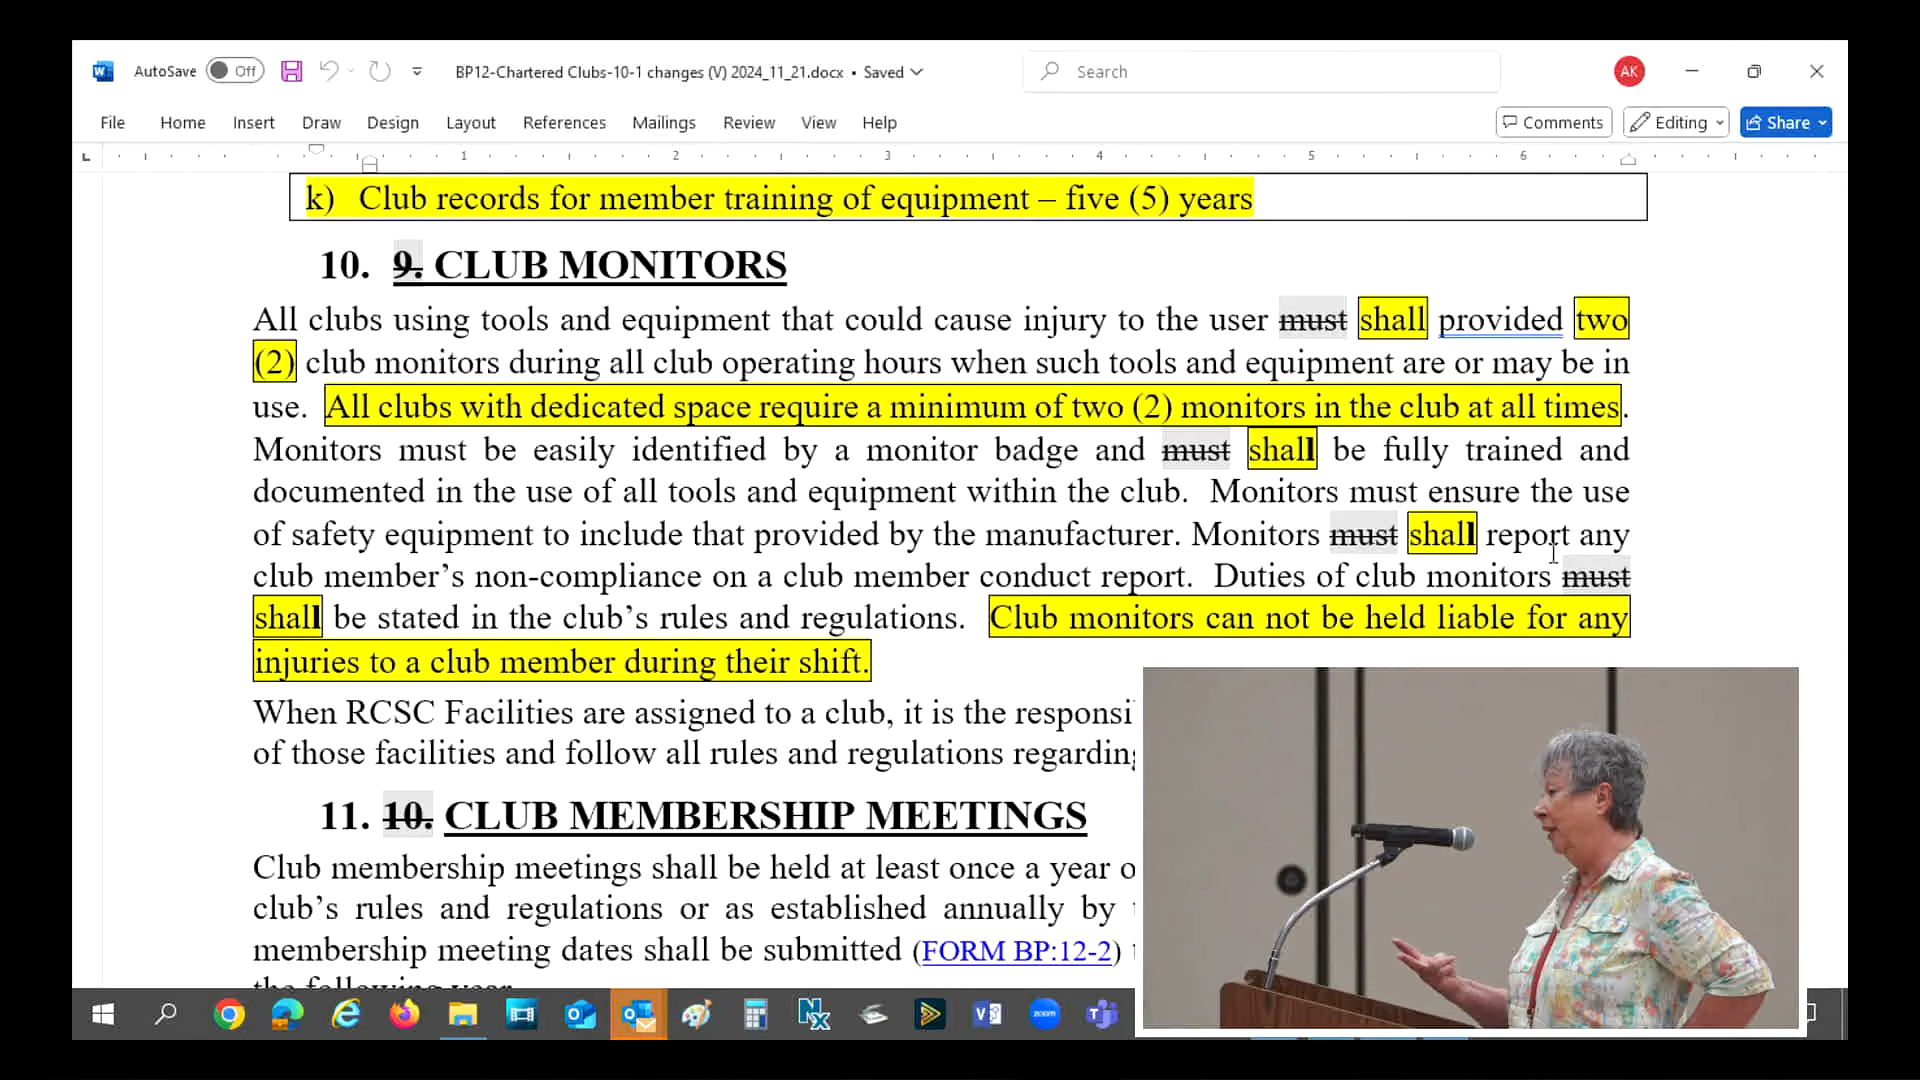 AutoSave Off BP12-Chartered Clubs-10-1 changes (V) 2024_11_21.docx • Saved Search AK
File Home Insert Draw Design Layout References Mailings Review View Help Comments Editing Share
1 2 3 4 5 6
k) Club records for member training of equipment – five (5) years
10. 9. CLUB MONITORS
All clubs using tools and equipment that could cause injury to the user must shall provided two
(2) club monitors during all club operating hours when such tools and equipment are or may be in
use. All clubs with dedicated space require a minimum of two (2) monitors in the club at all times.
Monitors must be easily identified by a monitor badge and must shall be fully trained and
documented in the use of all tools and equipment within the club. Monitors must ensure the use
of safety equipment to include that provided by the manufacturer. Monitors must shall report any
club member's non-compliance on a club member conduct report. Duties of club monitors must
shall be stated in the club's rules and regulations. Club monitors can not be held liable for any
injuries to a club member during their shift.
When RCSC Facilities are assigned to a club, it is the responsi
of those facilities and follow all rules and regulations regarding
11. 10. CLUB MEMBERSHIP MEETINGS
Club membership meetings shall be held at least once a year o
club's rules and regulations or as established annually by
membership meeting dates shall be submitted (FORM BP:12-2)
the following year
zoom